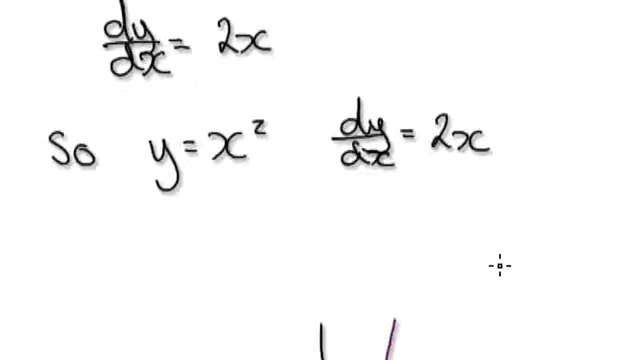 dy/dx = 2x
So y = x² dy/dx = 2x